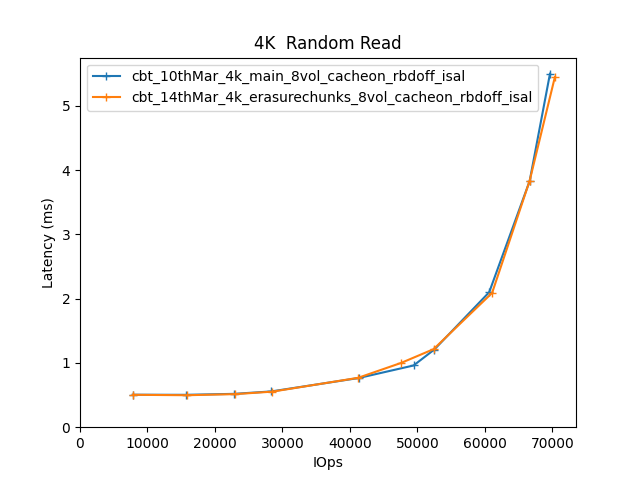 4K  Random Read
cbt_10thMar_4k_main_8vol_cacheon_rbdoff_isal
cbt_14thMar_4k_erasurechunks_8vol_cacheon_rbdoff_isal
Latency (ms)
5
4
3
2
1
0
0 10000 20000 30000 40000 50000 60000 70000
IOps